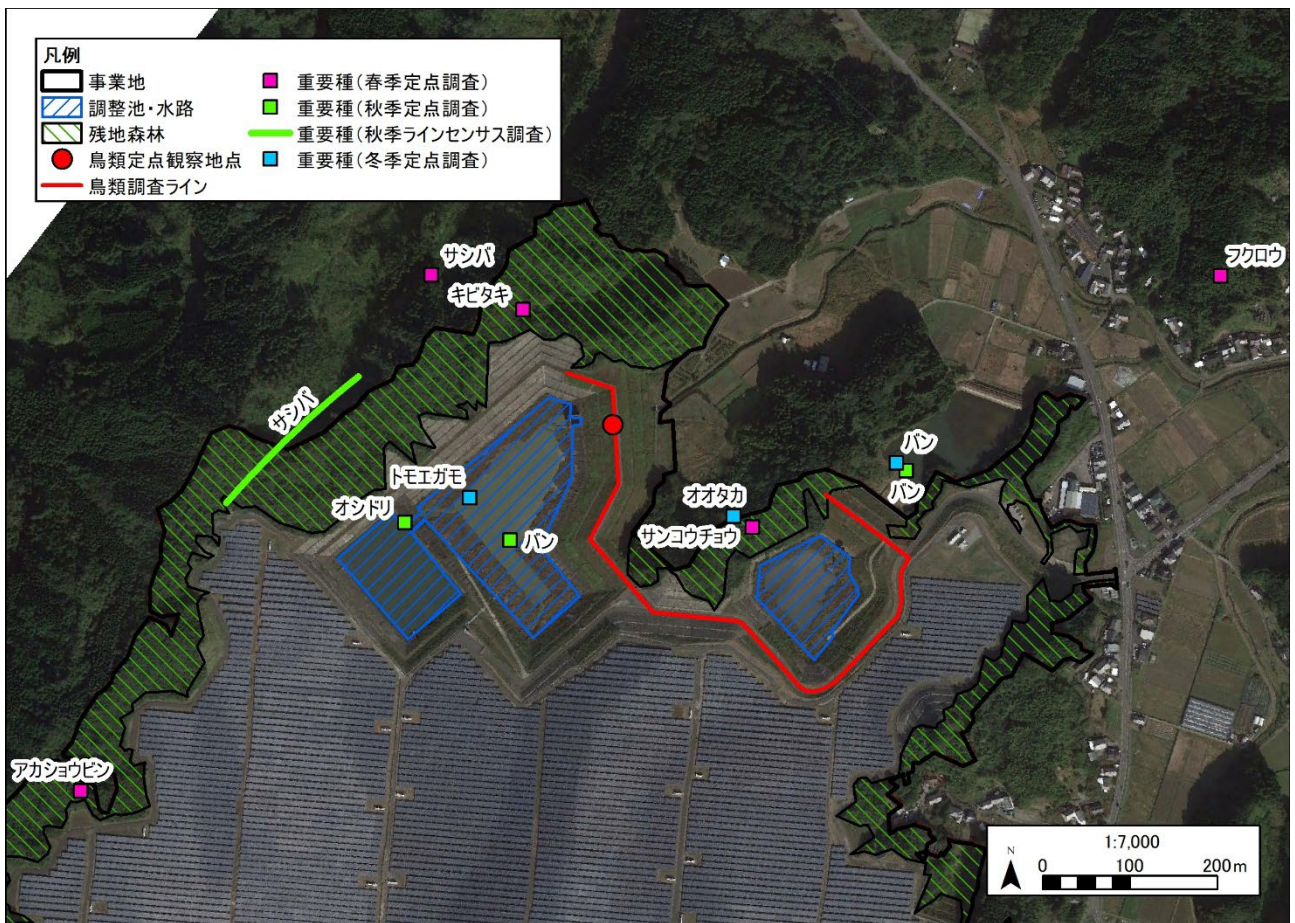 凡例
事業地
調整池・水路
残地森林
鳥類定点観察地点
鳥類調査ライン
重要種(春季定点調査)
重要種(秋季定点調査)
重要種(秋季ラインセンサス調査)
重要種(冬季定点調査)
サシバ
フクロウ
キビタキ
サシバ
バン
トモエガモ
バン
オオタカ
オシドリ
サンコウチョウ
バン
アカショウビン
1:7,000
N
0 100 200m